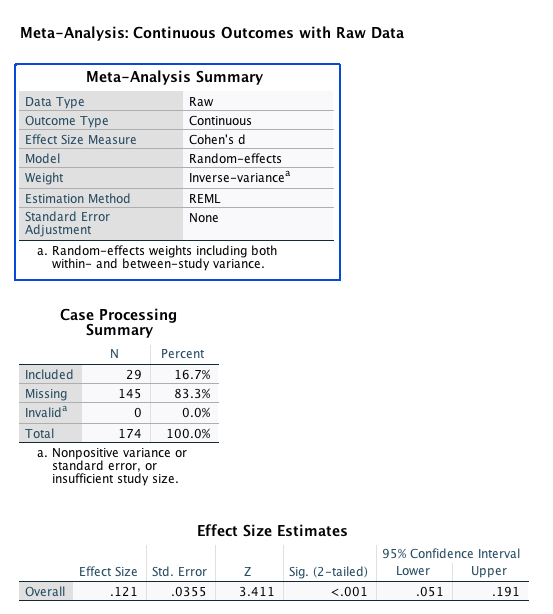 Meta-Analysis: Continuous Outcomes with Raw Data
Meta-Analysis Summary
Data Type Raw
Outcome Type Continuous
Effect Size Measure Cohen's d
Model Random-effects
Weight Inverse-varianceᵃ
Estimation Method REML
Standard Error None
Adjustment
a. Random-effects weights including both
within- and between-study variance.
Case Processing
Summary
N Percent
Included 29 16.7%
Missing 145 83.3%
Invalidᵃ 0 0.0%
Total 174 100.0%
a. Nonpositive variance or
standard error, or
insufficient study size.
Effect Size Estimates
95% Confidence Interval
Effect Size Std. Error Z Sig. (2-tailed) Lower Upper
Overall .121 .0355 3.411 <.001 .051 .191